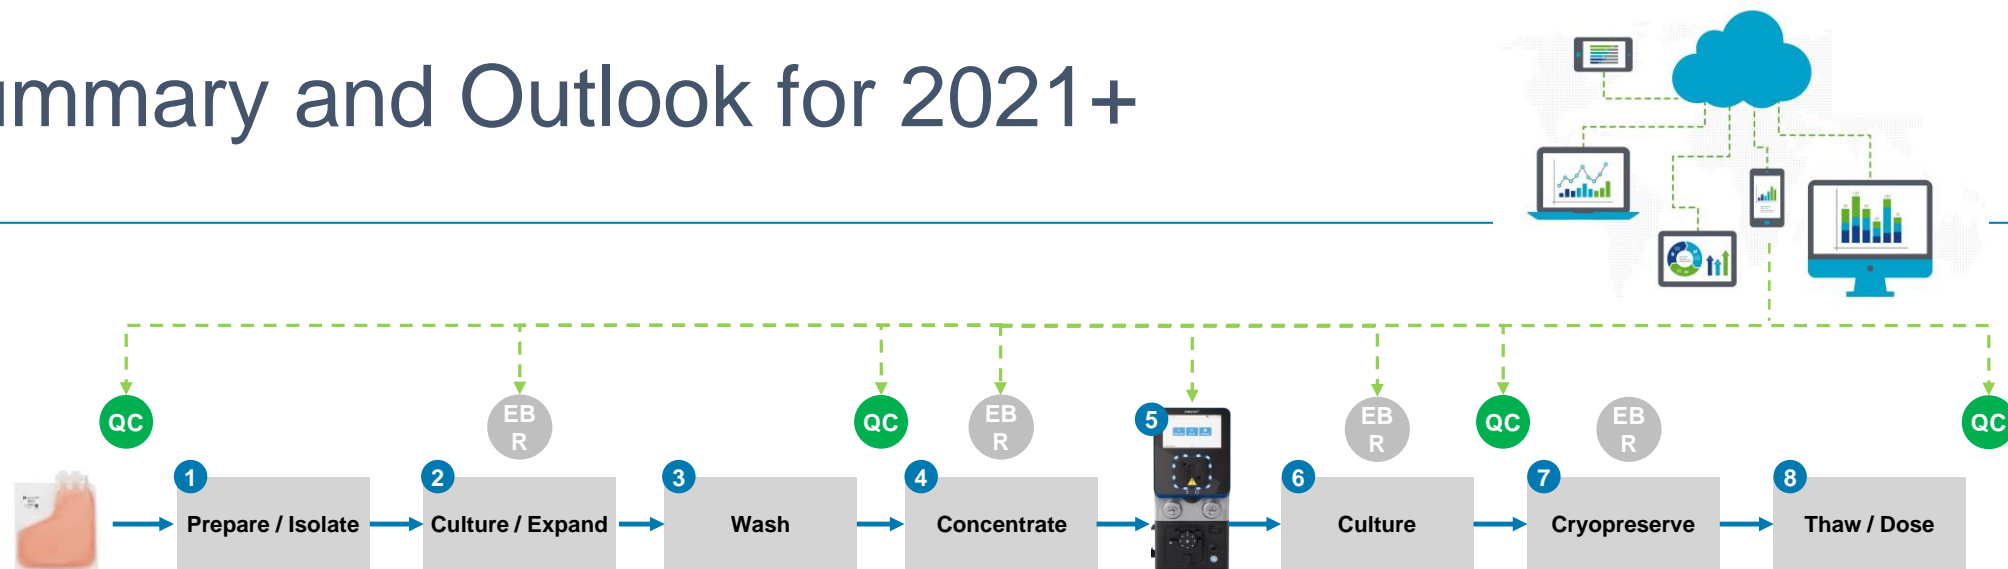 ummary and Outlook for 2021+
QC
EB
R
QC
EB
R
5
EB
R
QC
EB
R
QC
1
Prepare / Isolate
2
Culture / Expand
3
Wash
4
Concentrate
6
Culture
7
Cryopreserve
8
Thaw / Dose